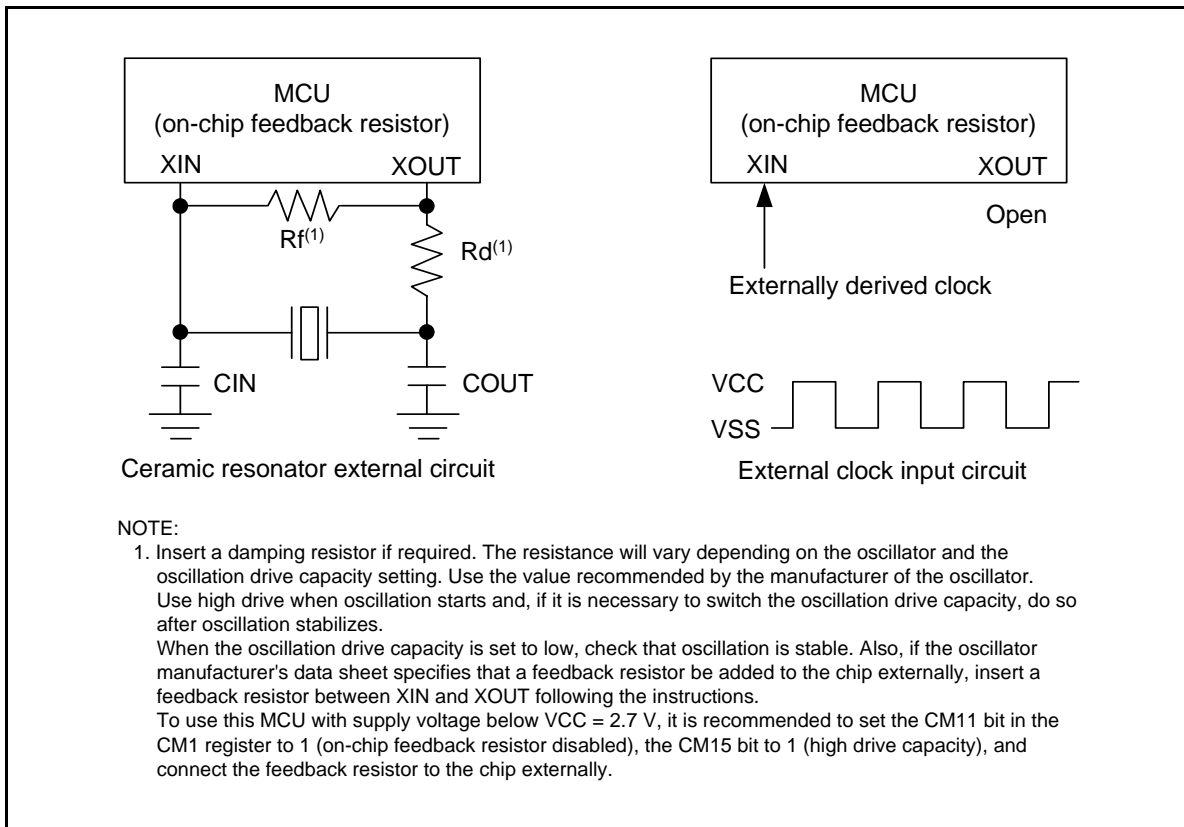 MCU
(on-chip feedback resistor)
XIN XOUT
Rf(1)
Rd(1)
CIN COUT
Ceramic resonator external circuit
MCU
(on-chip feedback resistor)
XIN XOUT
Open
Externally derived clock
VCC
VSS
External clock input circuit
NOTE:
1. Insert a damping resistor if required. The resistance will vary depending on the oscillator and the
oscillation drive capacity setting. Use the value recommended by the manufacturer of the oscillator.
Use high drive when oscillation starts and, if it is necessary to switch the oscillation drive capacity, do so
after oscillation stabilizes.
When the oscillation drive capacity is set to low, check that oscillation is stable. Also, if the oscillator
manufacturer's data sheet specifies that a feedback resistor be added to the chip externally, insert a
feedback resistor between XIN and XOUT following the instructions.
To use this MCU with supply voltage below VCC = 2.7 V, it is recommended to set the CM11 bit in the
CM1 register to 1 (on-chip feedback resistor disabled), the CM15 bit to 1 (high drive capacity), and
connect the feedback resistor to the chip externally.